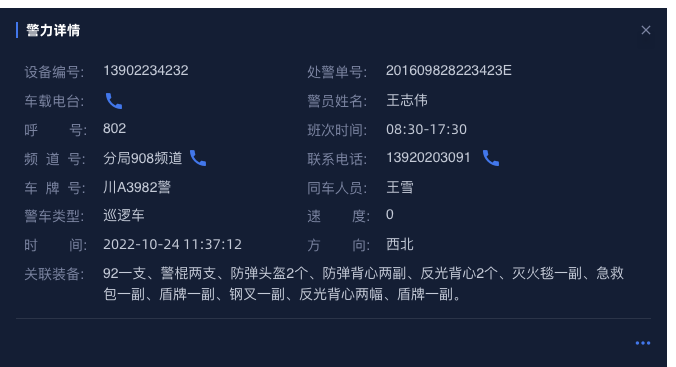 警力详情
设备编号: 13902234232 处警单号: 201609828223423E
车载电台: 警员姓名: 王志伟
呼 号: 802 班次时间: 08:30-17:30
频 道 号: 分局908频道 联系电话: 13920203091
车 牌 号: 川A3982警 同车人员: 王雪
警车类型: 巡逻车 速 度: 0
时 间: 2022-10-24 11:37:12 方 向: 西北
关联装备: 92一支、警棍两支、防弹头盔2个、防弹背心两副、反光背心2个、灭火毯一副、急救
包一副、盾牌一副、钢叉一副、反光背心两幅、盾牌一副。